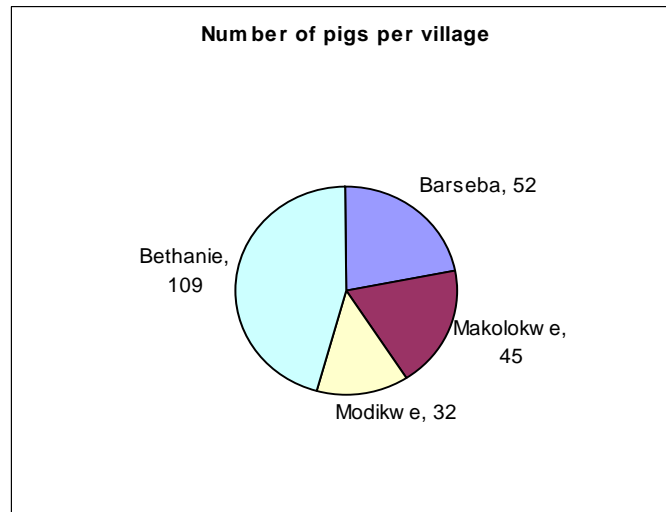 Number of pigs per village
Barseba, 52
Bethanie,
109
Makolokwe,
45
Modikwe, 32